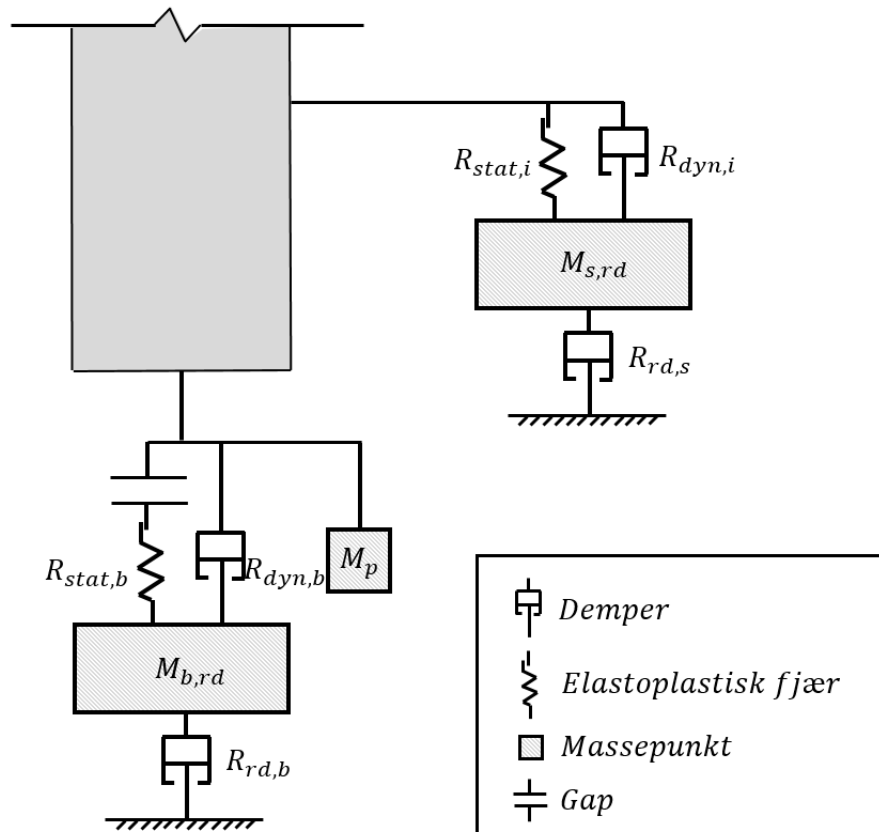 R_{stat,i}
R_{dyn,i}
M_{s,rd}
R_{rd,s}
R_{stat,b}
R_{dyn,b}
M_p
M_{b,rd}
R_{rd,b}
Demper
Elastoplastisk fjær
Massepunkt
Gap